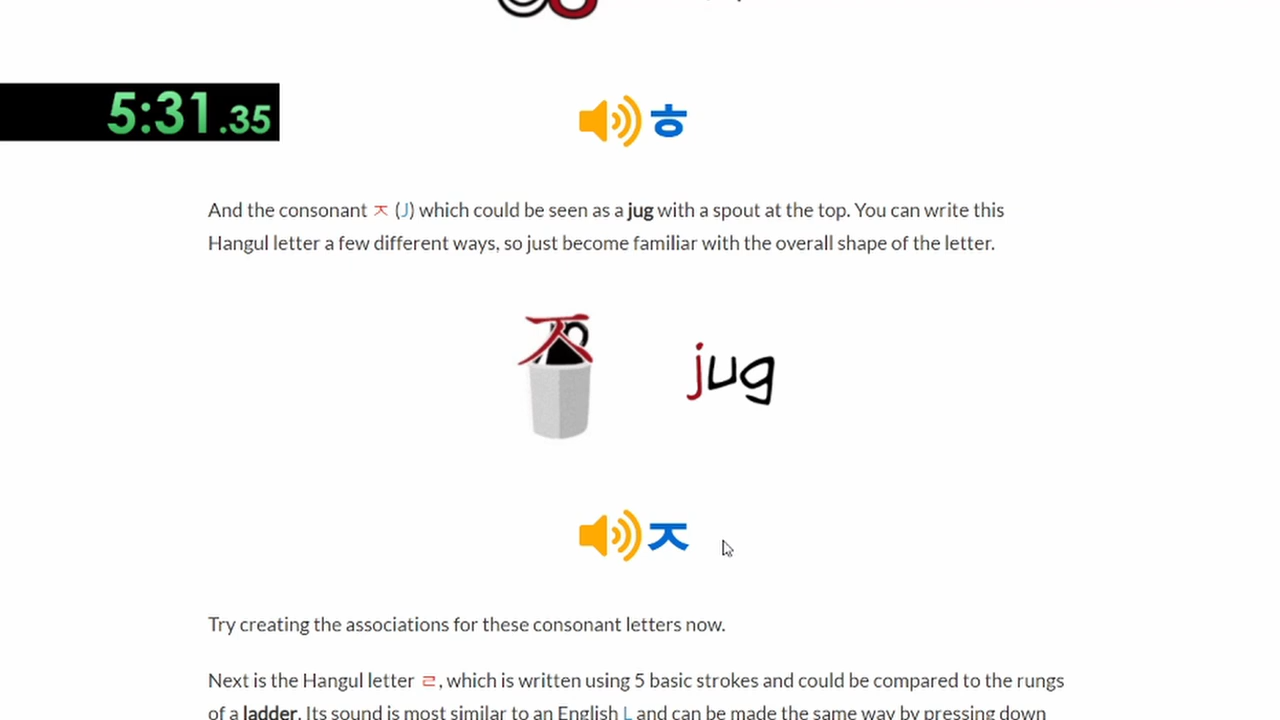 5:31.35
ㅎ
And the consonant ㅈ (J) which could be seen as a jug with a spout at the top. You can write this
Hangul letter a few different ways, so just become familiar with the overall shape of the letter.
ㅈ jug
ㅈ
Try creating the associations for these consonant letters now.
Next is the Hangul letter ㄹ, which is written using 5 basic strokes and could be compared to the rungs
of a ladder. Its sound is most similar to an English L and can be made the same way by pressing down